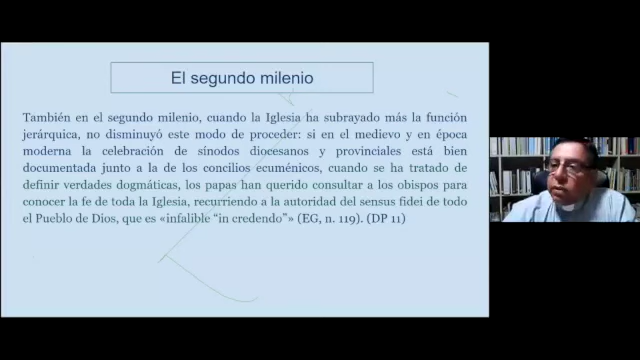 El segundo milenio
También en el segundo milenio, cuando la Iglesia ha subrayado más la función
jerárquica, no disminuyó este modo de proceder: si en el medievo y en época
moderna la celebración de sínodos diocesanos y provinciales está bien
documentada junto a la de los concilios ecuménicos, cuando se ha tratado de
definir verdades dogmáticas, los papas han querido consultar a los obispos para
conocer la fe de toda la Iglesia, recurriendo a la autoridad del sensus fidei de todo
el Pueblo de Dios, que es «infalible “in credendo”» (EG, n. 119). (DP 11)